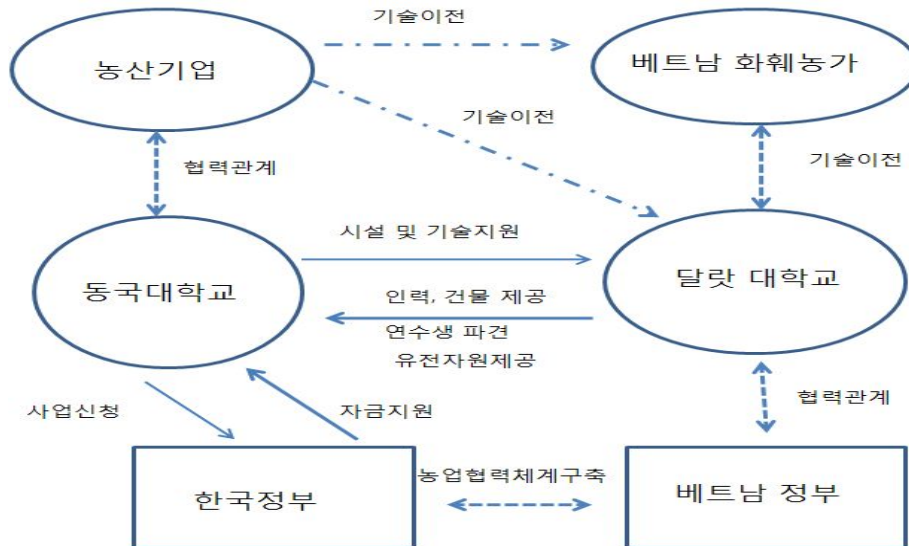 기술이전
농산기업
베트남 화훼농가
기술이전
협력관계
기술이전
시설 및 기술지원
동국대학교
달랏 대학교
인력, 건물 제공
연수생 파견
유전자원제공
사업신청
자금지원
협력관계
한국정부
농업협력체계구축
베트남 정부